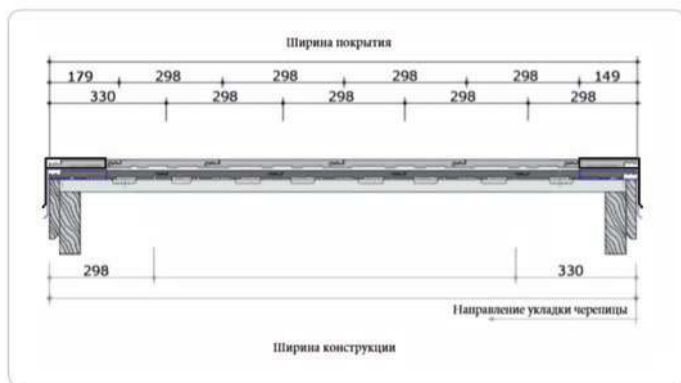 Ширина покрытия
179 298 298 298 298 149
330 298 298 298 298
298 330
Направление укладки черепицы
Ширина конструкции